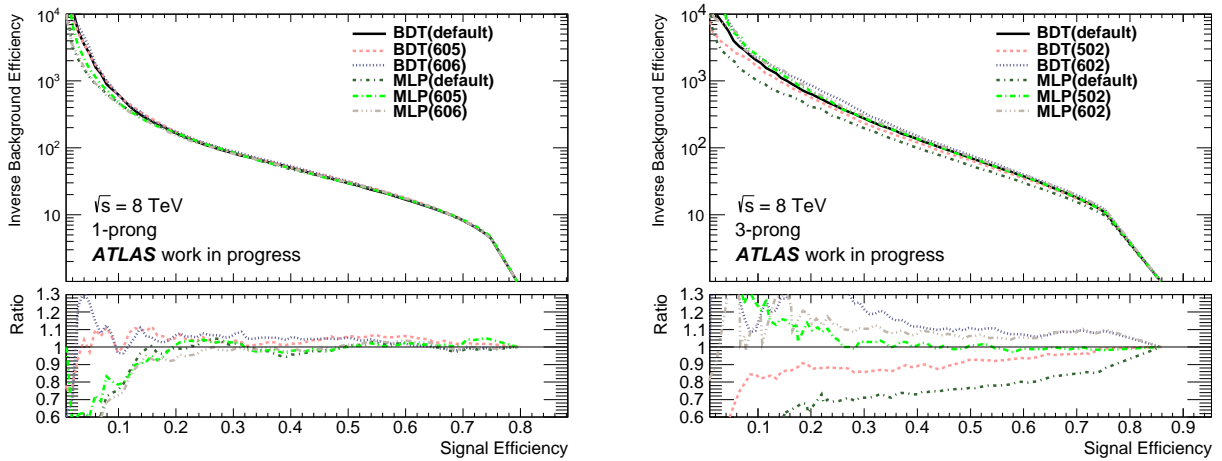 Inverse Background Efficiency
10⁴
10³
10²
10
BDT(default)
BDT(605)
BDT(606)
MLP(default)
MLP(605)
MLP(606)
√s = 8 TeV
1-prong
ATLAS work in progress
Ratio
1.3
1.2
1.1
1
0.9
0.8
0.7
0.6
0.1 0.2 0.3 0.4 0.5 0.6 0.7 0.8
Signal Efficiency
Inverse Background Efficiency
10⁴
10³
10²
10
BDT(default)
BDT(502)
BDT(602)
MLP(default)
MLP(502)
MLP(602)
√s = 8 TeV
3-prong
ATLAS work in progress
Ratio
1.3
1.2
1.1
1
0.9
0.8
0.7
0.6
0.1 0.2 0.3 0.4 0.5 0.6 0.7 0.8 0.9
Signal Efficiency